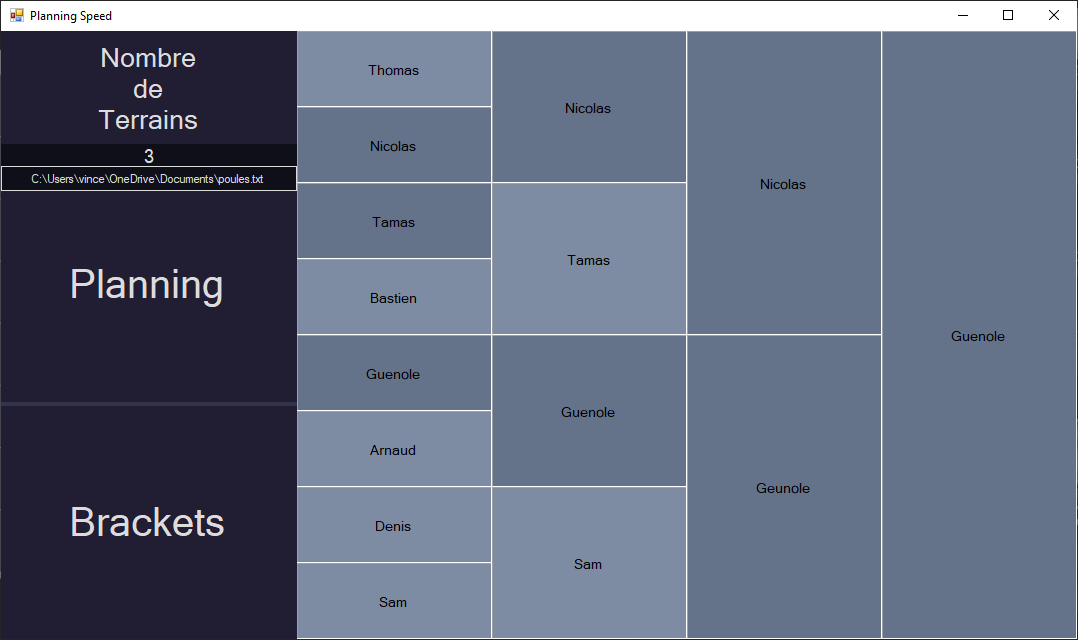 Planning Speed
Nombre
de
Terrains
3
C:\Users\vince\OneDrive\Documents\poules.txt
Planning
Brackets
Thomas
Nicolas
Tamas
Bastien
Guenole
Arnaud
Denis
Sam
Nicolas
Tamas
Guenole
Sam
Nicolas
Geunole
Guenole